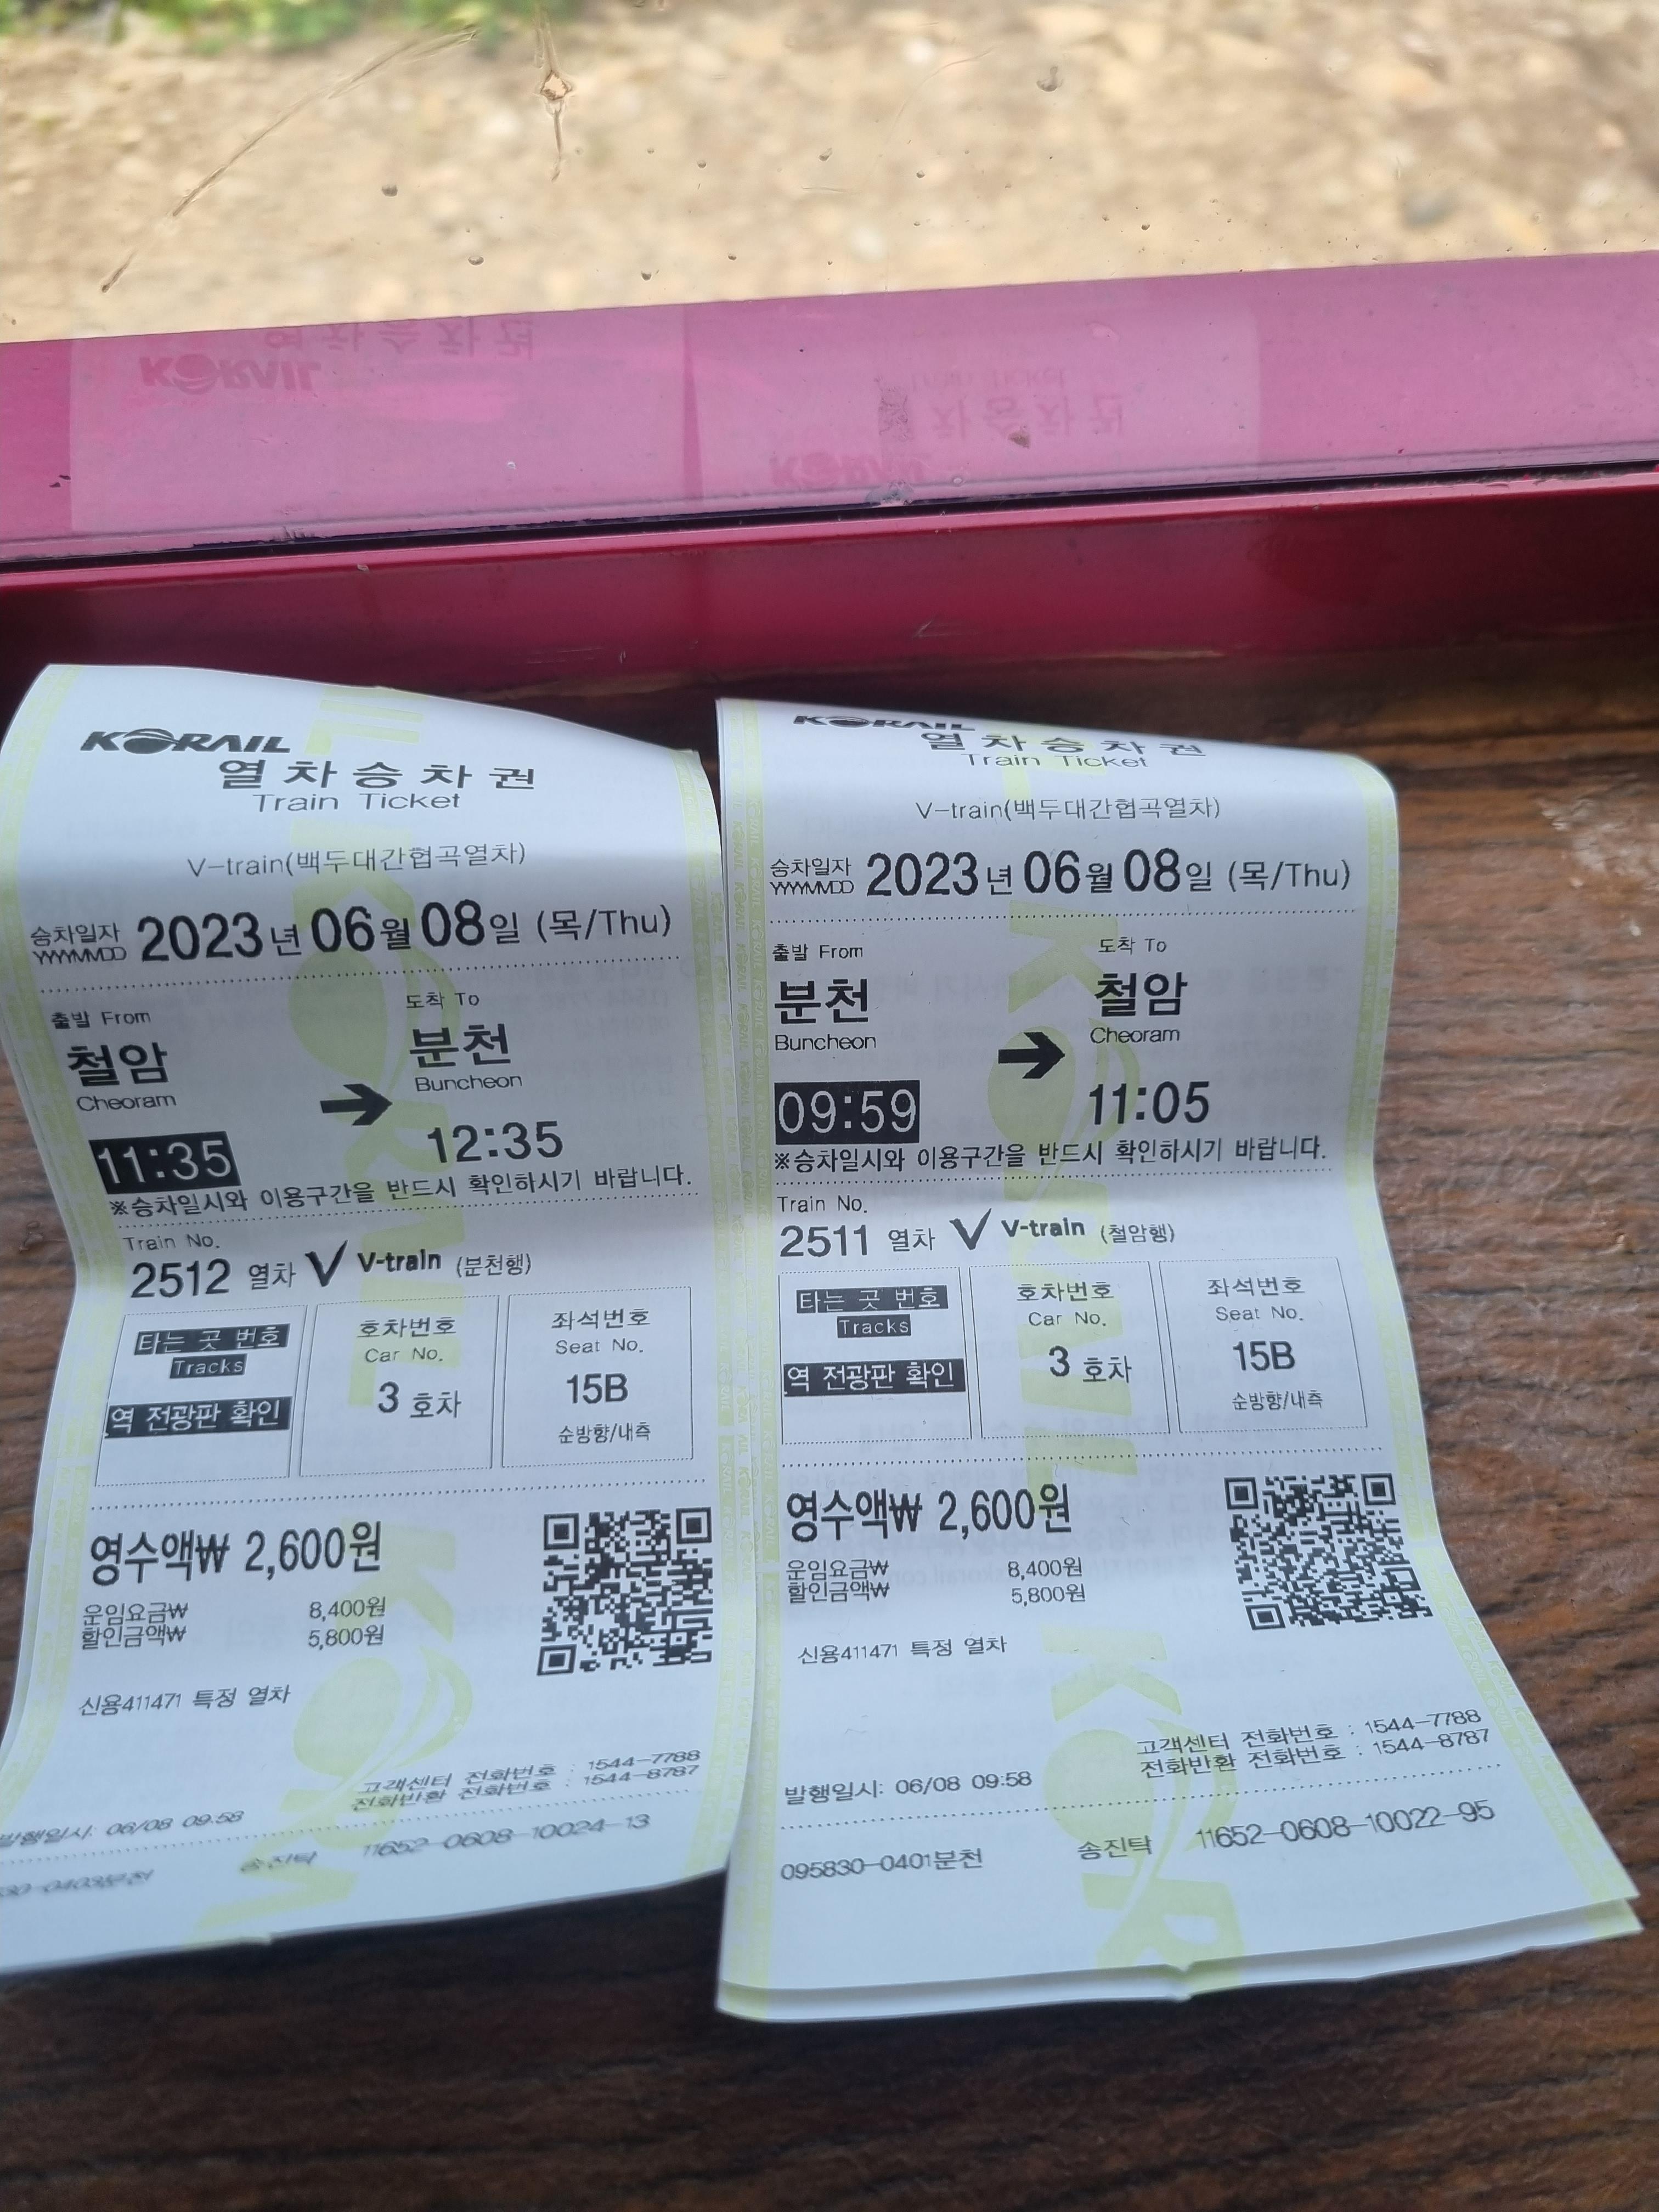 KORAIL
열차승차권
Train Ticket
V-train(백두대간협곡열차)
승차일자
YYYYMMDD
2023년 06월 08일 (목/Thu)
출발 From
도착 To
철암
분천
Cheoram
Buncheon
11:35
12:35
※승차일시와 이용구간을 반드시 확인하시기 바랍니다.
Train No.
2512 열차 V V-train (분천행)
타는 곳 번호
Tracks
역 전광판 확인
호차번호
Car No.
3 호차
좌석번호
Seat No.
15B
순방향/내측
영수액₩ 2,600원
운임요금₩ 8,400원
할인금액₩ 5,800원
신용411471 특정 열차
고객센터 전화번호 : 1544-7788
전화반환 전화번호 : 1544-8787
발행일시: 06/08 09:58
30-0403분천 송진탁 11652-0608-10024-13
KORAIL
열차승차권
Train Ticket
V-train(백두대간협곡열차)
승차일자
YYYYMMDD
2023년 06월 08일 (목/Thu)
출발 From
도착 To
분천
철암
Buncheon
Cheoram
09:59
11:05
※승차일시와 이용구간을 반드시 확인하시기 바랍니다.
Train No.
2511 열차 V V-train (철암행)
타는 곳 번호
Tracks
역 전광판 확인
호차번호
Car No.
3 호차
좌석번호
Seat No.
15B
순방향/내측
영수액₩ 2,600원
운임요금₩ 8,400원
할인금액₩ 5,800원
신용411471 특정 열차
고객센터 전화번호 : 1544-7788
전화반환 전화번호 : 1544-8787
발행일시: 06/08 09:58
095830-0401분천 송진탁 11652-0608-10022-95